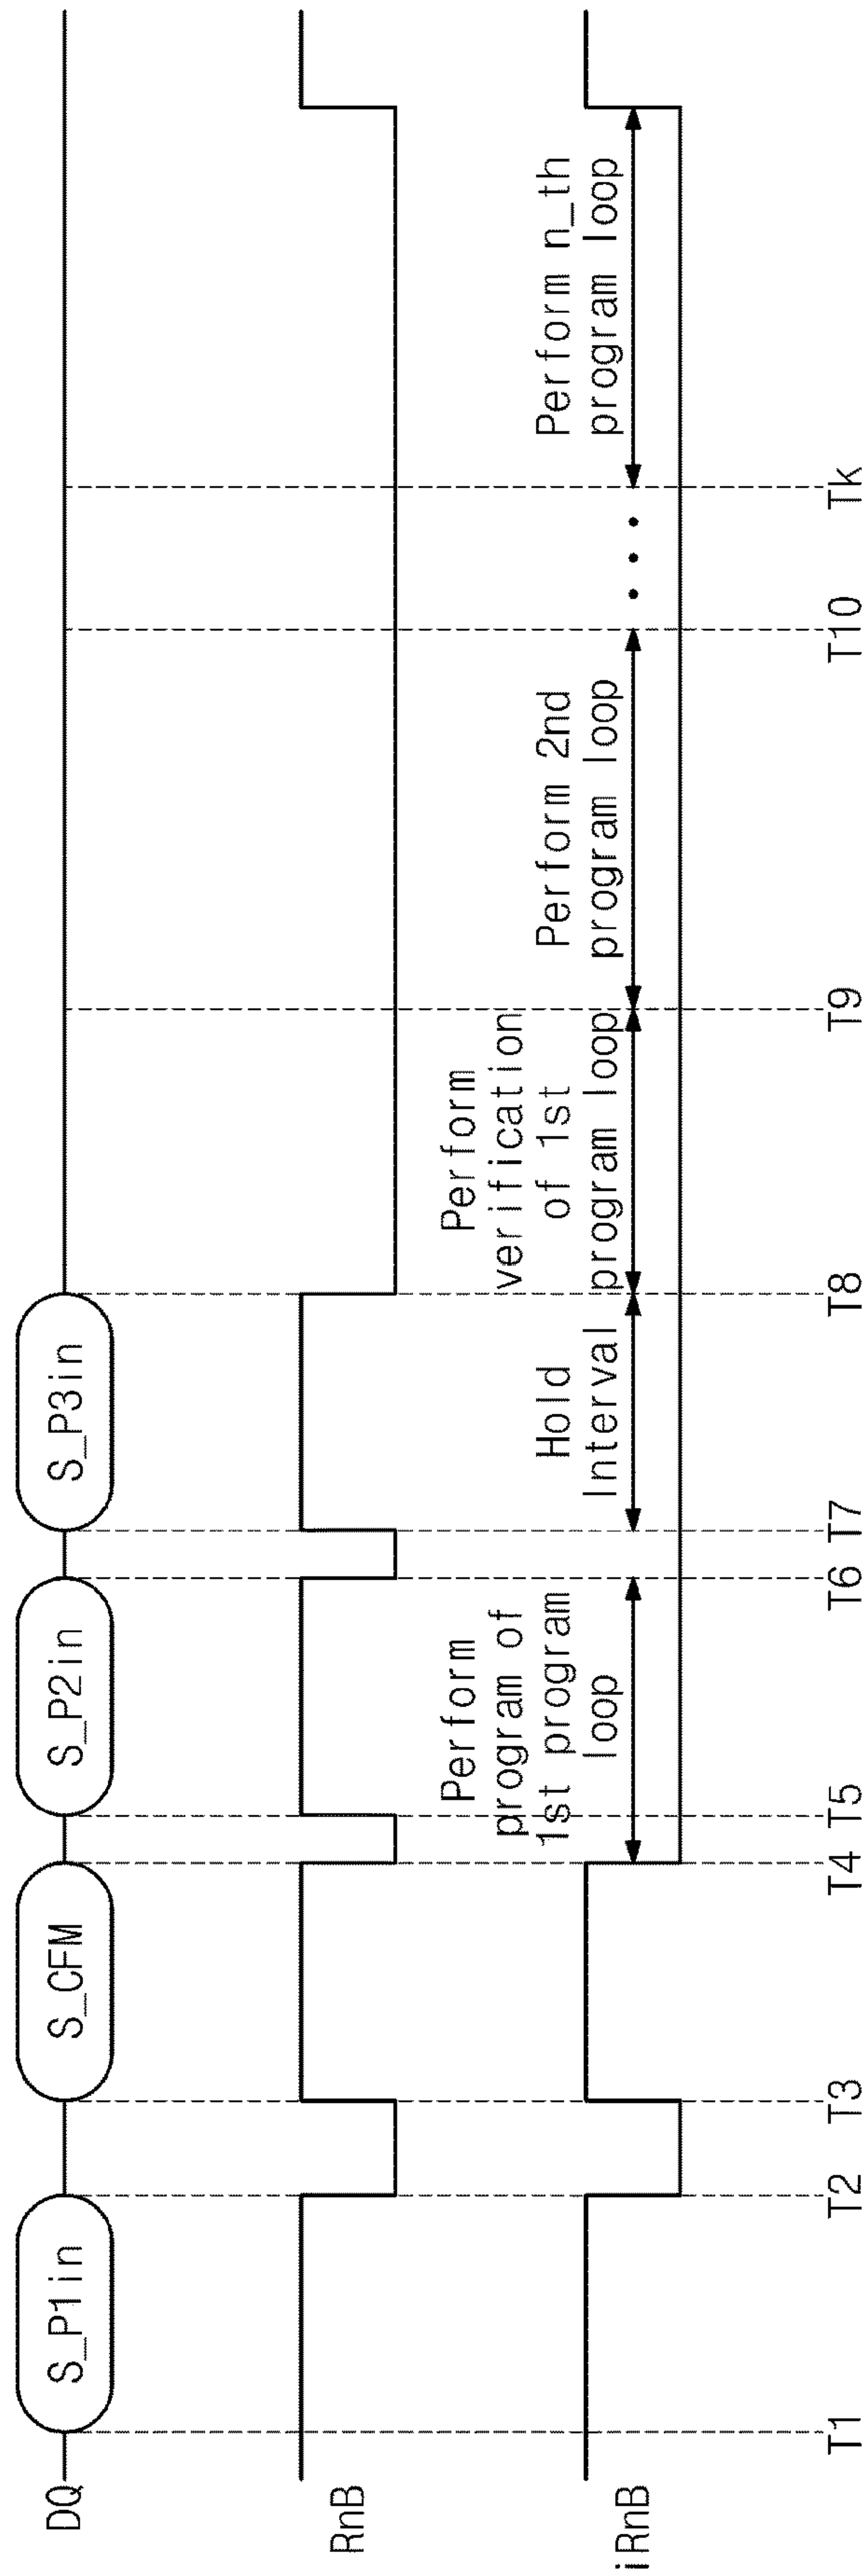 DQ
S_P1in
S_CFM
S_P2in
S_P3in
RnB
iRnB
Perform
program of
1st program
loop
Hold
Interval
Perform
verification
of 1st
program loop
Perform 2nd
program loop
Perform n_th
program loop
T1
T2
T3
T4
T5
T6
T7
T8
T9
T10
Tk